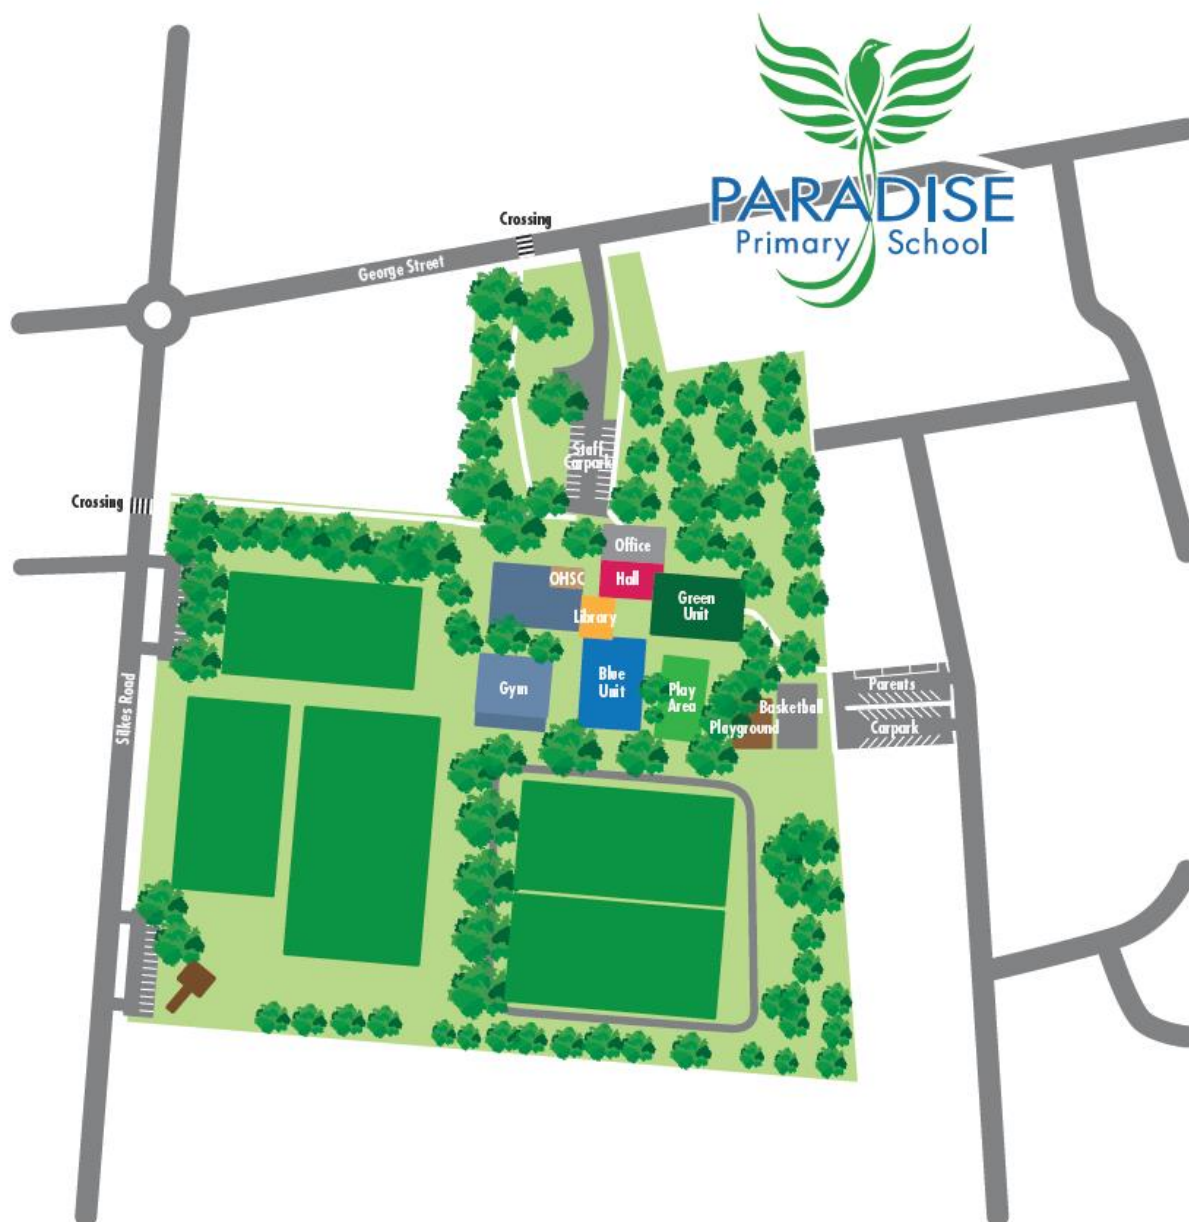 PARADISE
Primary School
Crossing
George Street
Crossing
Staff
Carpark
Office
OHSC
Hall
Library
Green
Unit
Gym
Blue
Unit
Play
Area
Playground
Basketball
Parents
Carpark
Silkes Road